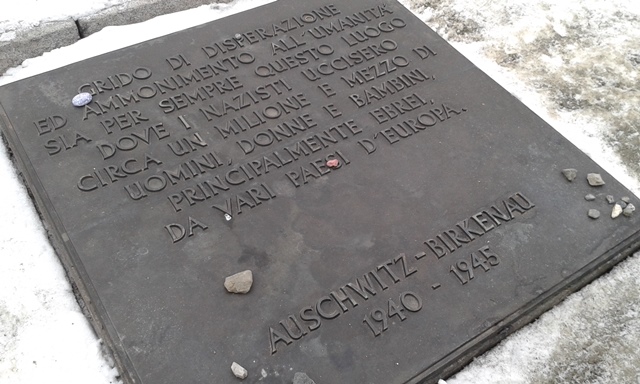 GRIDO DI DISPERAZIONE
ED AMMONIMENTO ALL'UMANITA'
SIA PER SEMPRE QUESTO LUOGO
DOVE I NAZISTI UCCISERO
CIRCA UN MILIONE E MEZZO DI
UOMINI, DONNE E BAMBINI,
PRINCIPALMENTE EBREI,
DA VARI PAESI D'EUROPA.
AUSCHWITZ-BIRKENAU
1940 - 1945